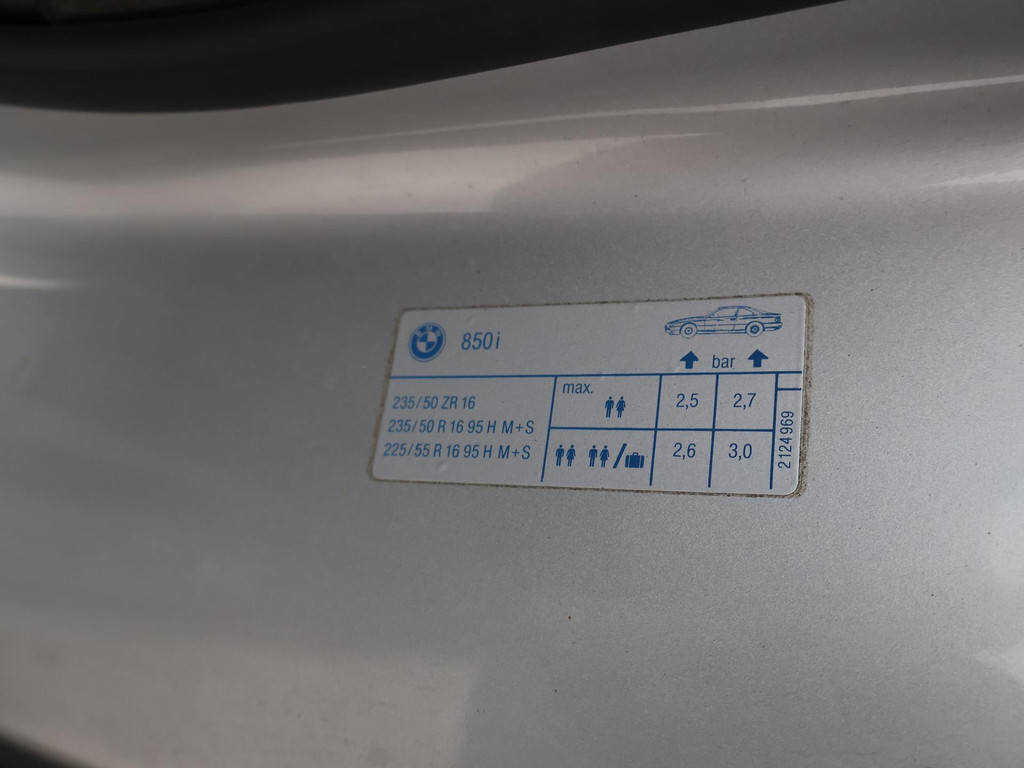 850i
bar
235/50 ZR 16
235/50 R 16 95 H M+S
225/55 R 16 95 H M+S
max.
2,5 2,7
2,6 3,0
2124969